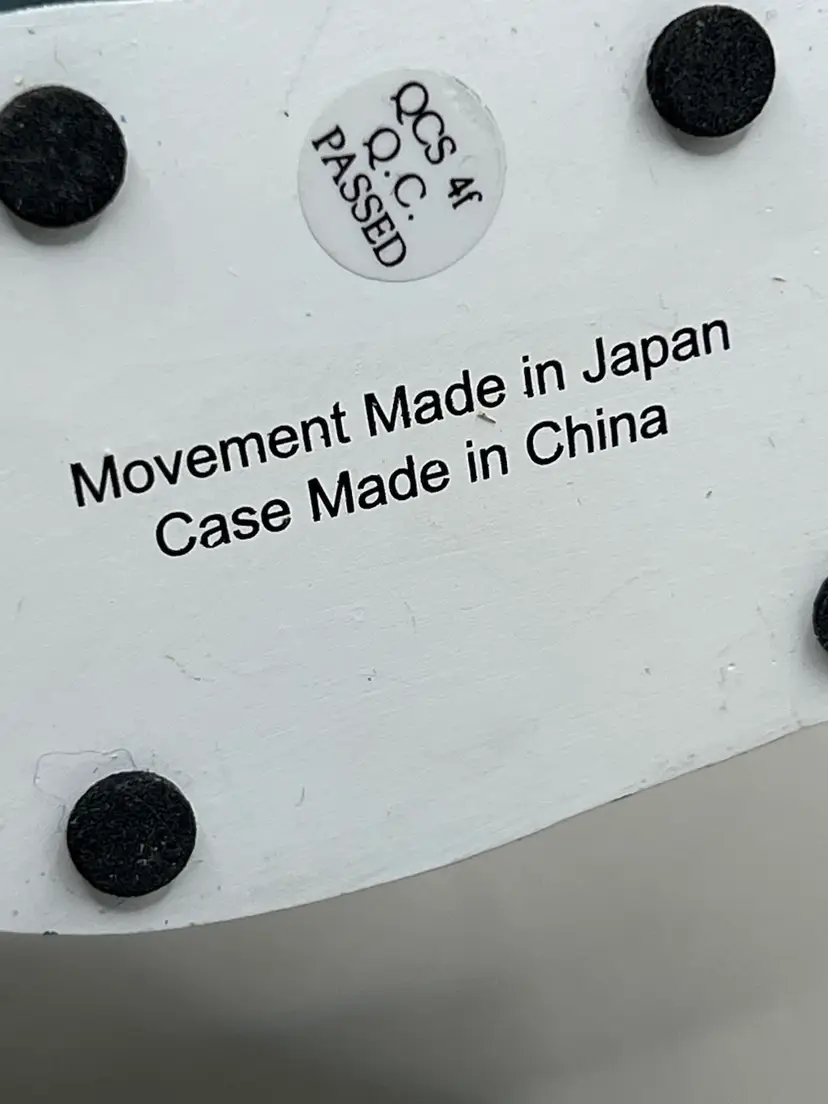 QCS 4f
Q.C.
PASSED
Movement Made in Japan
Case Made in China